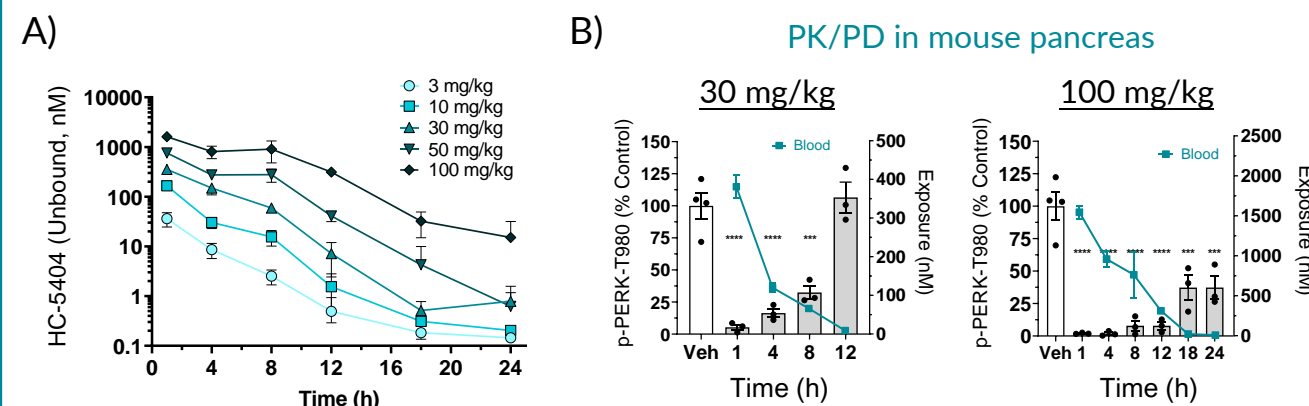 A)
HC-5404 (Unbound, nM)
10000
1000
100
10
1
0.1
0 4 8 12 16 20 24
Time (h)
3 mg/kg
10 mg/kg
30 mg/kg
50 mg/kg
100 mg/kg
B)
PK/PD in mouse pancreas
30 mg/kg
p-PERK-T980 (% Control)
150
125
100
75
50
25
0
Blood
**** **** ***
500
400
300
200
100
0
Exposure (nM)
Veh 1 4 8 12
Time (h)
100 mg/kg
p-PERK-T980 (% Control)
150
125
100
75
50
25
0
Blood
**** **** **** **** *** ***
2500
2000
1500
1000
500
0
Exposure (nM)
Veh 1 4 8 12 18 24
Time (h)